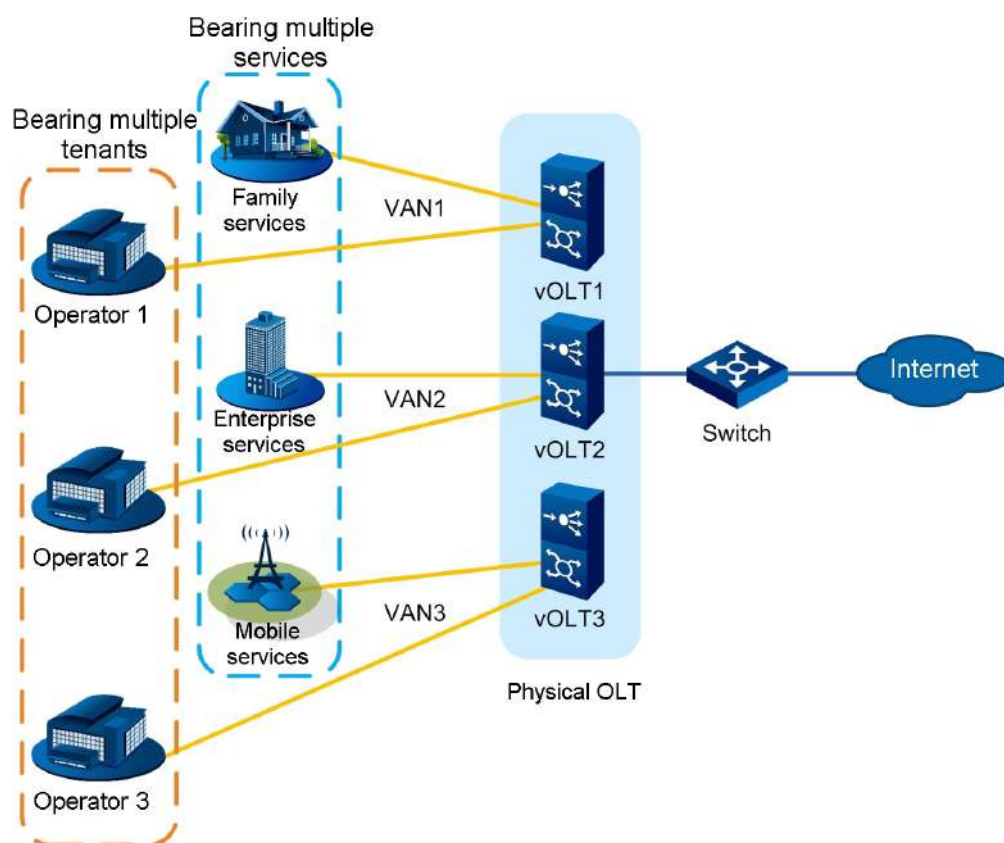 Bearing multiple
services
Bearing multiple
tenants
Family
services
VAN1
Operator 1
vOLT1
Enterprise
services
VAN2
vOLT2
Switch
Internet
Operator 2
Mobile
services
VAN3
vOLT3
Physical OLT
Operator 3